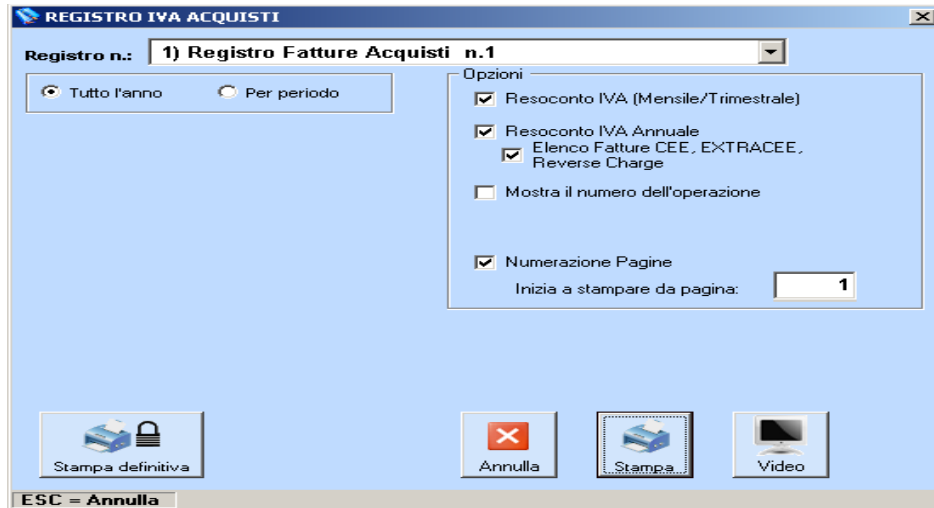 REGISTRO IVA ACQUISTI
Registro n.: 1) Registro Fatture Acquisti n.1
Tutto l'anno Per periodo
Opzioni
Resoconto IVA (Mensile/Trimestrale)
Resoconto IVA Annuale
Elenco Fatture CEE, EXTRACEE,
Reverse Charge
Mostra il numero dell'operazione
Numerazione Pagine
Inizia a stampare da pagina: 1
Stampa definitiva Annulla Stampa Video
ESC = Annulla